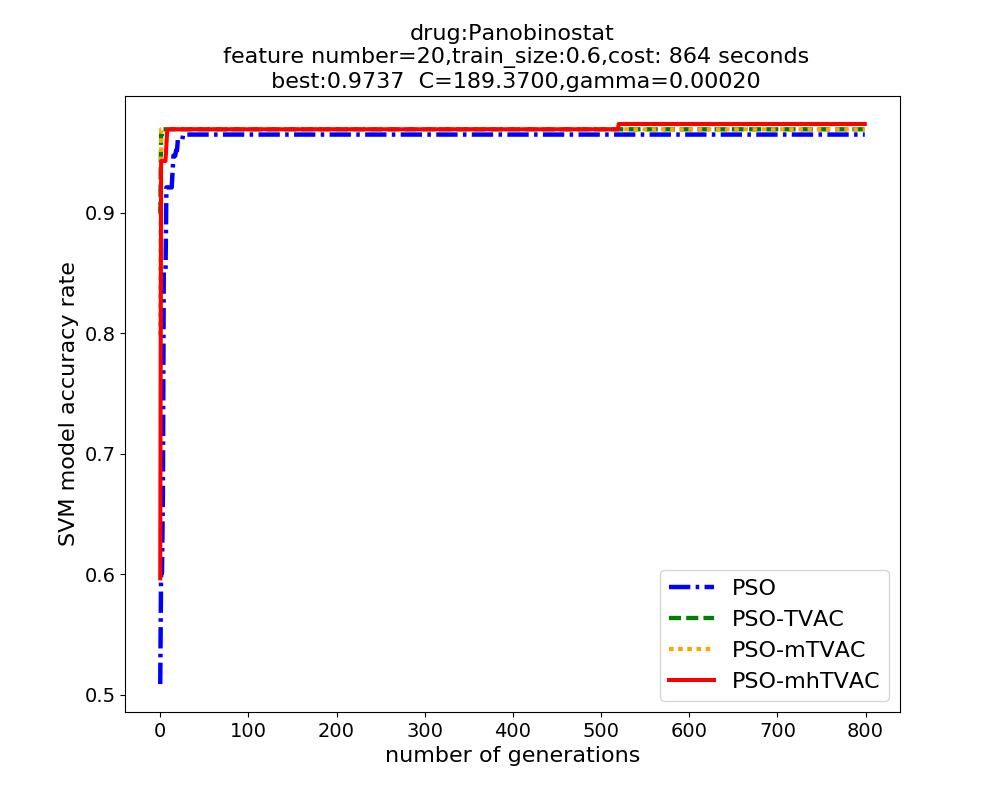 drug:Panobinostat
feature number=20,train_size:0.6,cost: 864 seconds
best:0.9737  C=189.3700,gamma=0.00020
SVM model accuracy rate
0.9
0.8
0.7
0.6
0.5
PSO
PSO-TVAC
PSO-mTVAC
PSO-mhTVAC
0 100 200 300 400 500 600 700 800
number of generations